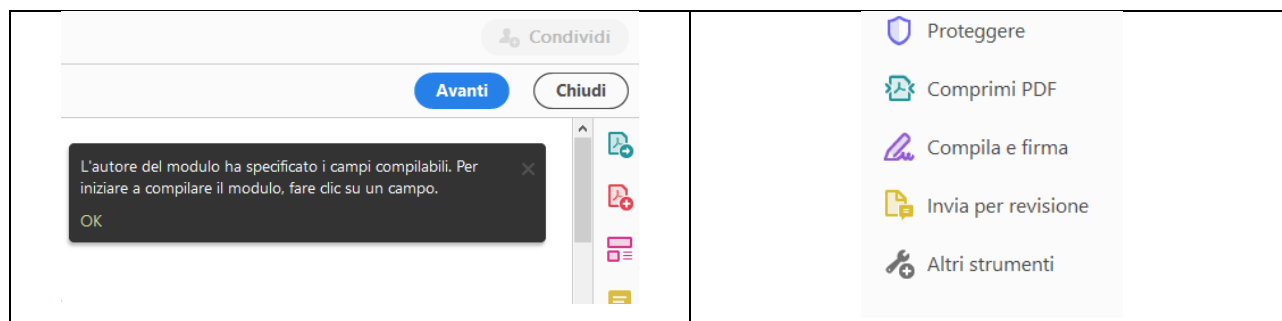 Condividi
Avanti
Chiudi
L'autore del modulo ha specificato i campi compilabili. Per
iniziare a compilare il modulo, fare clic su un campo.
OK
Proteggere
Comprimi PDF
Compila e firma
Invia per revisione
Altri strumenti